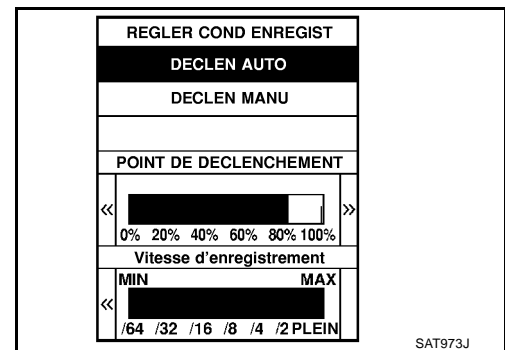 REGLER COND ENREGIST
DECLEN AUTO
DECLEN MANU
POINT DE DECLENCHEMENT
« »
0% 20% 40% 60% 80% 100%
Vitesse d'enregistrement
MIN MAX
«
/64 /32 /16 /8 /4 /2 PLEIN
SAT973J